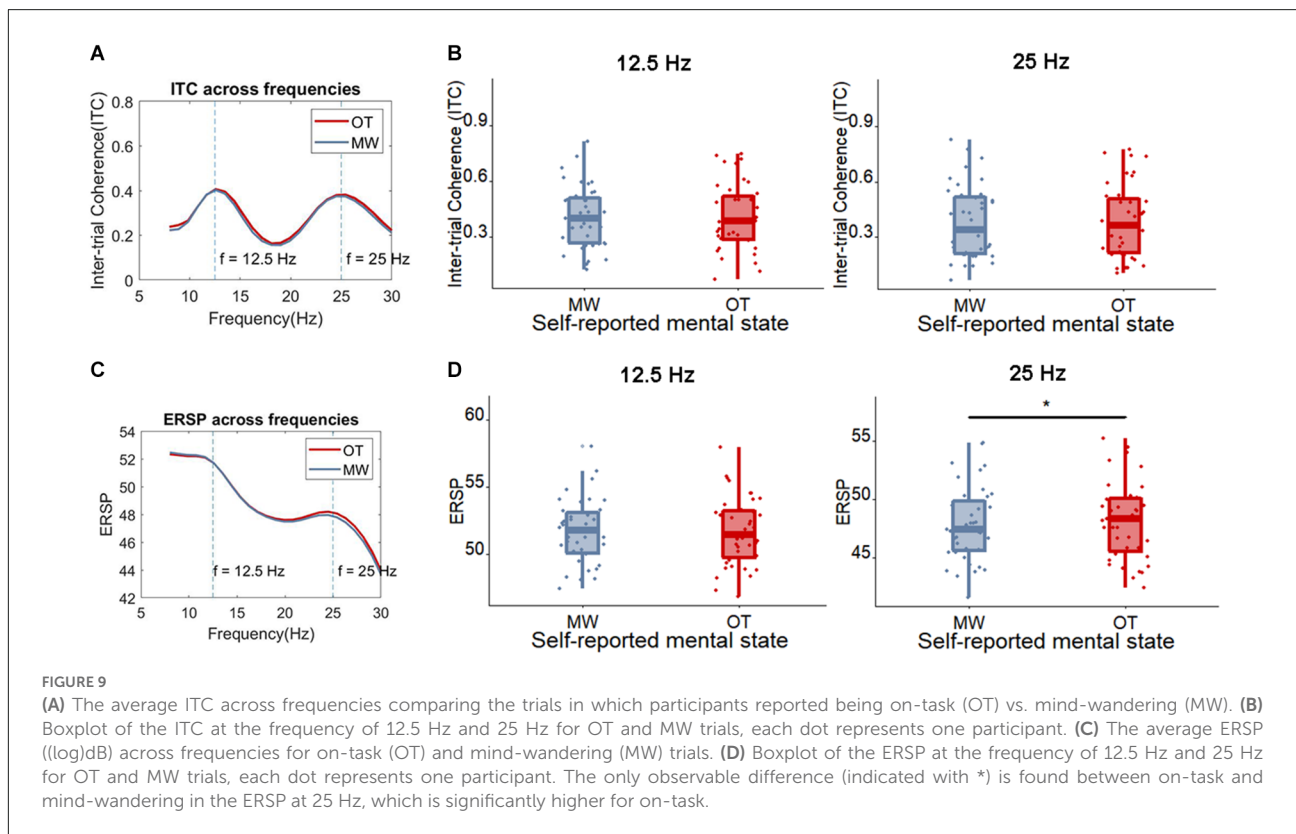 A
ITC across frequencies
Inter-trial Coherence(ITC)
0.8
0.6
0.4
0.2
0
OT
MW
f = 12.5 Hz
f = 25 Hz
5
10
15
20
25
30
Frequency(Hz)
B
12.5 Hz
Inter-trial Coherence (ITC)
0.9
0.6
0.3
MW
OT
Self-reported mental state
25 Hz
Inter-trial Coherence (ITC)
0.9
0.6
0.3
MW
OT
Self-reported mental state
C
ERSP across frequencies
ERSP
54
52
50
48
46
44
42
OT
MW
f = 12.5 Hz
f = 25 Hz
5
10
15
20
25
30
Frequency(Hz)
D
12.5 Hz
ERSP
60
55
50
MW
OT
Self-reported mental state
25 Hz
*
ERSP
55
50
45
MW
OT
Self-reported mental state
FIGURE 9
(A) The average ITC across frequencies comparing the trials in which participants reported being on-task (OT) vs. mind-wandering (MW). (B)
Boxplot of the ITC at the frequency of 12.5 Hz and 25 Hz for OT and MW trials, each dot represents one participant. (C) The average ERSP
((log)dB) across frequencies for on-task (OT) and mind-wandering (MW) trials. (D) Boxplot of the ERSP at the frequency of 12.5 Hz and 25 Hz
for OT and MW trials, each dot represents one participant. The only observable difference (indicated with *) is found between on-task and
mind-wandering in the ERSP at 25 Hz, which is significantly higher for on-task.